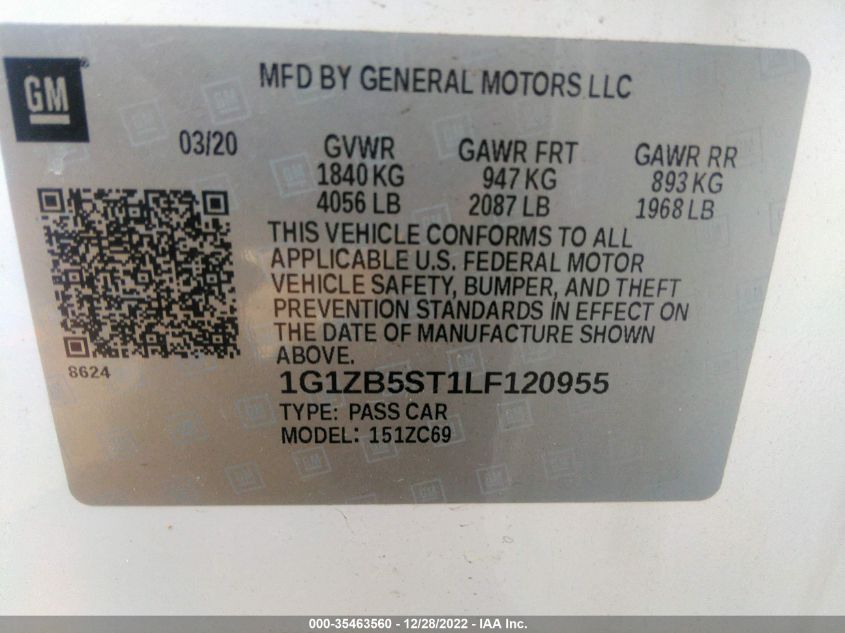 GM
MFD BY GENERAL MOTORS LLC
03/20 GVWR GAWR FRT GAWR RR
1840 KG 947 KG 893 KG
4056 LB 2087 LB 1968 LB
THIS VEHICLE CONFORMS TO ALL
APPLICABLE U.S. FEDERAL MOTOR
VEHICLE SAFETY, BUMPER, AND THEFT
PREVENTION STANDARDS IN EFFECT ON
THE DATE OF MANUFACTURE SHOWN
ABOVE.
8624
1G1ZB5ST1LF120955
TYPE: PASS CAR
MODEL: 151ZC69
000-35463560 - 12/28/2022 - IAA Inc.